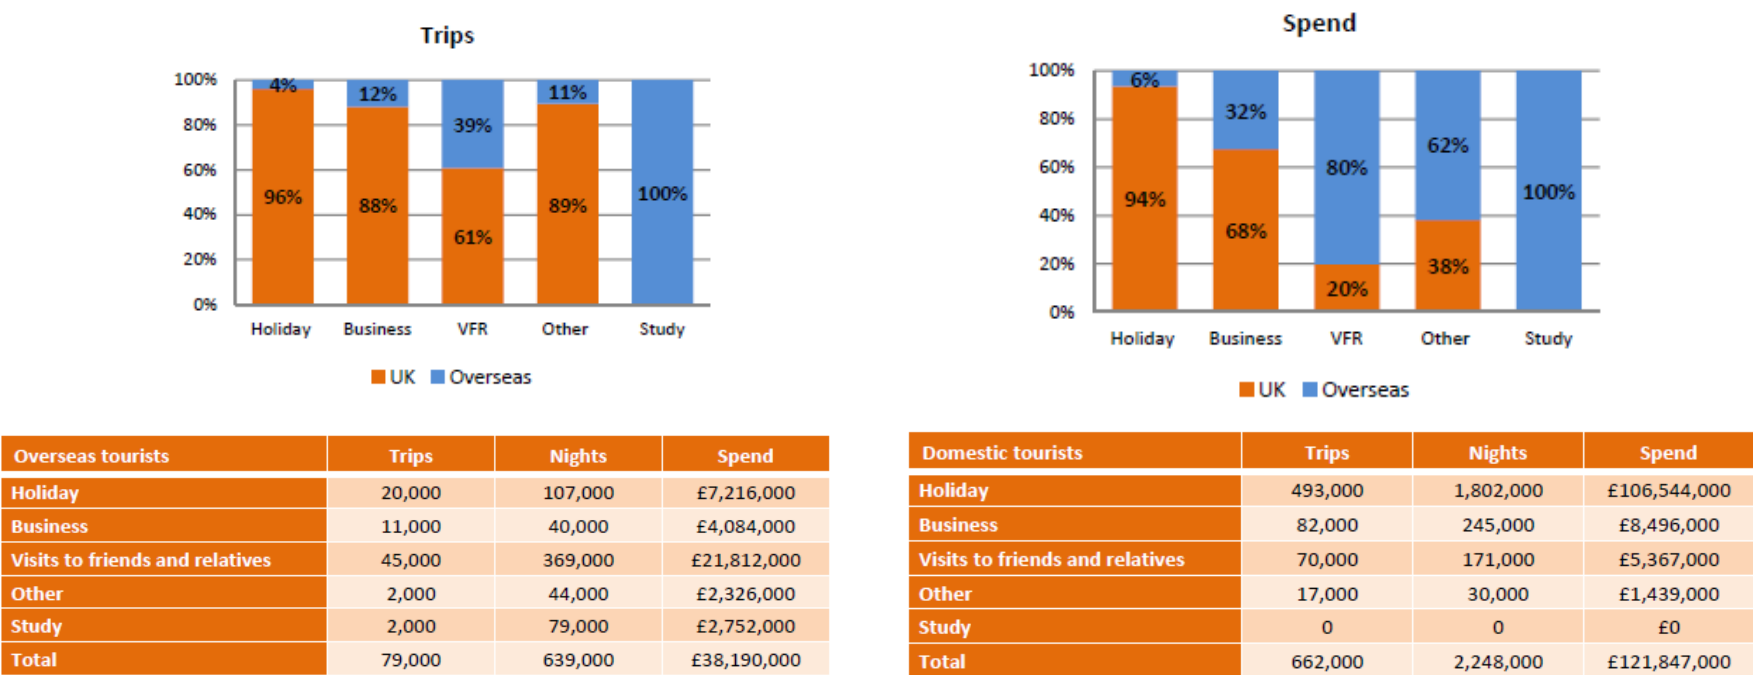 Trips
100%
80%
60%
40%
20%
0%
4%
12%
39%
11%
100%
96%
88%
61%
89%
Holiday Business VFR Other Study
UK Overseas
Spend
100%
80%
60%
40%
20%
0%
6%
32%
80%
62%
100%
94%
68%
20%
38%
Holiday Business VFR Other Study
UK Overseas
Overseas tourists Trips Nights Spend
Holiday 20,000 107,000 £7,216,000
Business 11,000 40,000 £4,084,000
Visits to friends and relatives 45,000 369,000 £21,812,000
Other 2,000 44,000 £2,326,000
Study 2,000 79,000 £2,752,000
Total 79,000 639,000 £38,190,000
Domestic tourists Trips Nights Spend
Holiday 493,000 1,802,000 £106,544,000
Business 82,000 245,000 £8,496,000
Visits to friends and relatives 70,000 171,000 £5,367,000
Other 17,000 30,000 £1,439,000
Study 0 0 £0
Total 662,000 2,248,000 £121,847,000